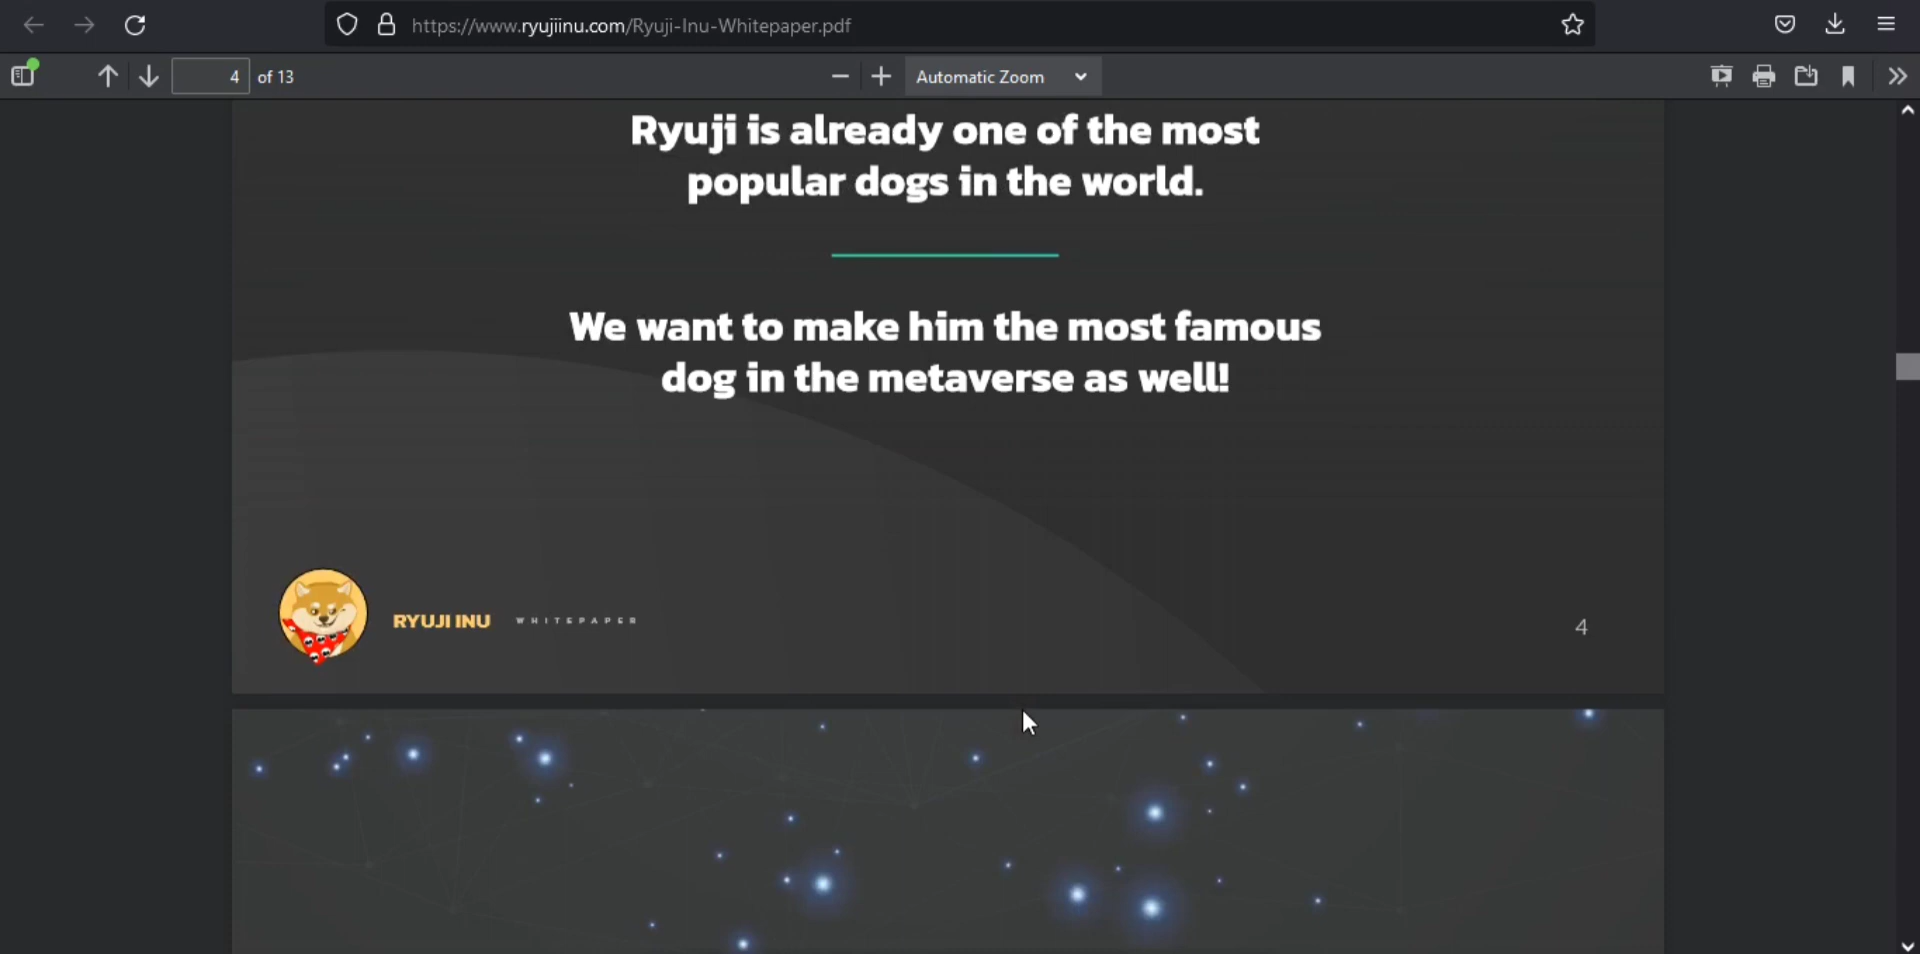 https://www.ryujiinu.com/Ryuji-Inu-Whitepaper.pdf
4 of 13
Automatic Zoom
Ryuji is already one of the most
popular dogs in the world.
We want to make him the most famous
dog in the metaverse as well!
RYUJI INU WHITEPAPER
4